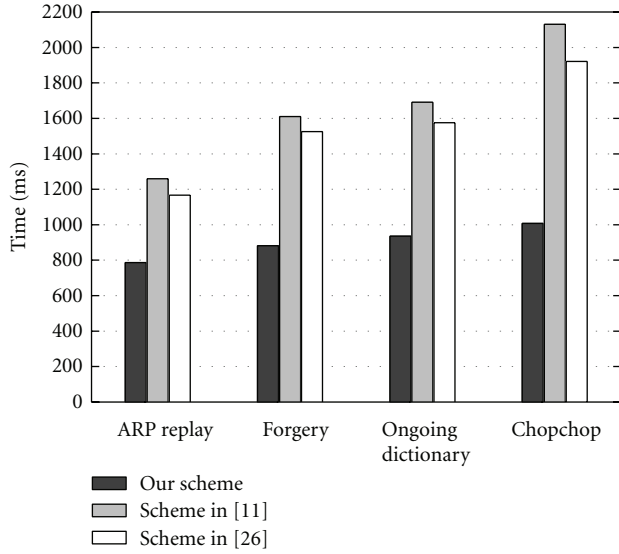 2200
2000
1800
1600
1400
1200
1000
800
600
400
200
0
Time (ms)
ARP replay
Forgery
Ongoing
dictionary
Chopchop
Our scheme
Scheme in [11]
Scheme in [26]